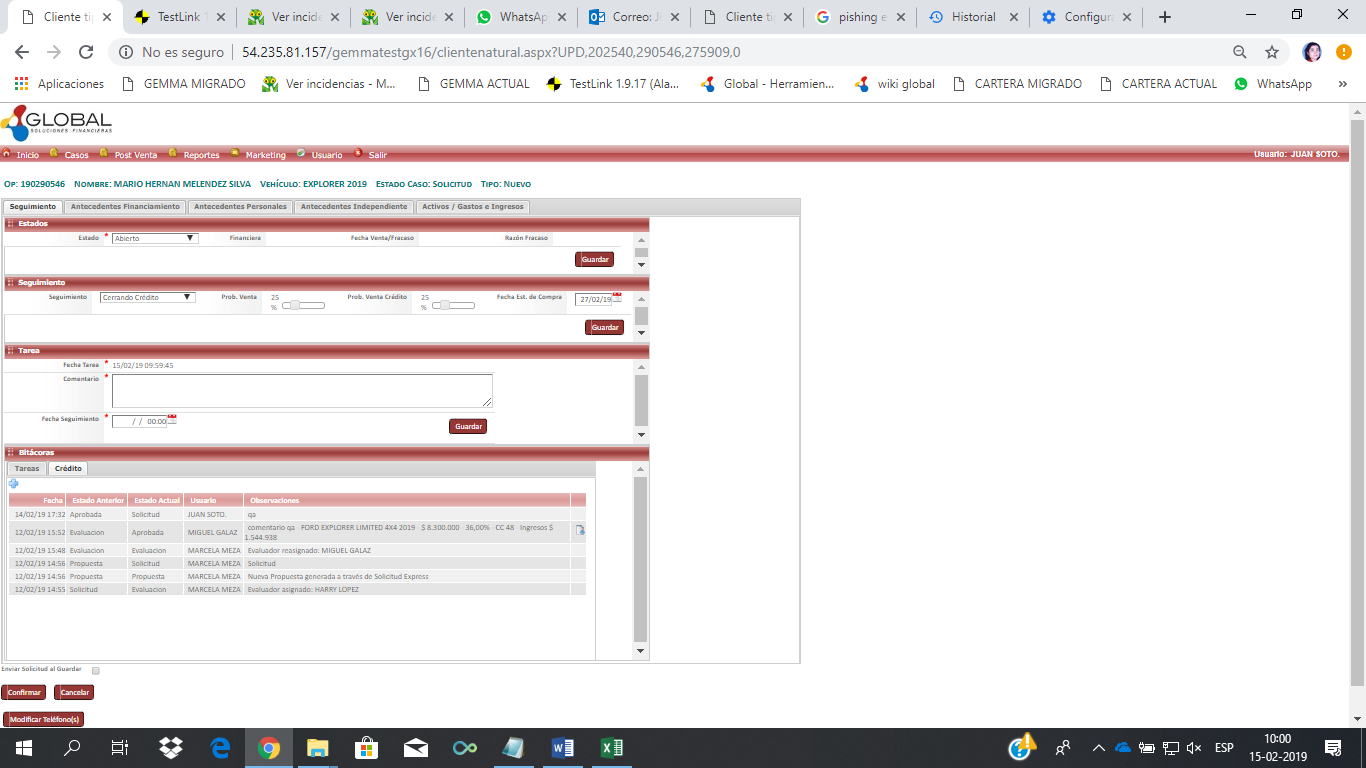 Cliente ti
TestLink 1
Ver incide
Ver incide
WhatsAp
Correo: J
Cliente ti
pishing e
Historial
Configura
No es seguro
54.235.81.157/gemmatestgx16/clientenatural.aspx?UPD,202540,290546,275909,0
Aplicaciones
GEMMA MIGRADO
Ver incidencias - M...
GEMMA ACTUAL
TestLink 1.9.17 (Ala...
Global - Herramien...
wiki global
CARTERA MIGRADO
CARTERA ACTUAL
WhatsApp
»
GLOBAL
SOLUCIONES FINANCIERAS
Inicio Casos Post Venta Reportes Marketing Usuario Salir Usuario: JUAN SOTO.
OP: 190290546 NOMBRE: MARIO HERNAN MELENDEZ SILVA VEHÍCULO: EXPLORER 2019 ESTADO CASO: SOLICITUD TIPO: NUEVO
Seguimiento Antecedentes Financiamiento Antecedentes Personales Antecedentes Independiente Activos / Gastos e Ingresos
Estados
Estado * Abierto Financiera Fecha Venta/Fracaso Razón Fracaso
Guardar
Seguimiento
Seguimiento Cerrando Crédito Prob. Venta 25 % Prob. Venta Crédito 25 % Fecha Est. de Compra 27/02/19
Guardar
Tarea
Fecha Tarea * 15/02/19 09:59:45
Comentario *
Fecha Seguimiento * / / 00:00
Guardar
Bitácoras
Tareas Crédito
Fecha Estado Anterior Estado Actual Usuario Observaciones
14/02/19 17:32 Aprobada Solicitud JUAN SOTO. qa
12/02/19 15:52 Evaluacion Aprobada MIGUEL GALAZ comentario qa - FORD EXPLORER LIMITED 4X4 2019 - $ 8.300.000 - 36,00% - CC 48 - Ingresos $
1.544.938
12/02/19 15:48 Evaluacion Evaluacion MARCELA MEZA Evaluador reasignado: MIGUEL GALAZ
12/02/19 14:56 Propuesta Solicitud MARCELA MEZA Solicitud
12/02/19 14:56 Propuesta Propuesta MARCELA MEZA Nueva Propuesta generada a través de Solicitud Express
12/02/19 14:55 Solicitud Evaluacion MARCELA MEZA Evaluador asignado: HARRY LOPEZ
Enviar Solicitud al Guardar
Confirmar Cancelar
Modificar Teléfono(s)
ESP
10:00
15-02-2019